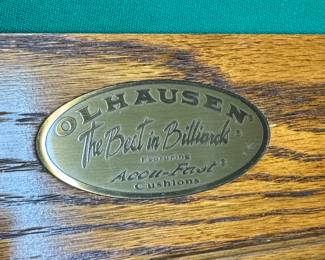 OLHAUSEN
The Best in Billiards
Featuring
Accu-Fast
Cushions